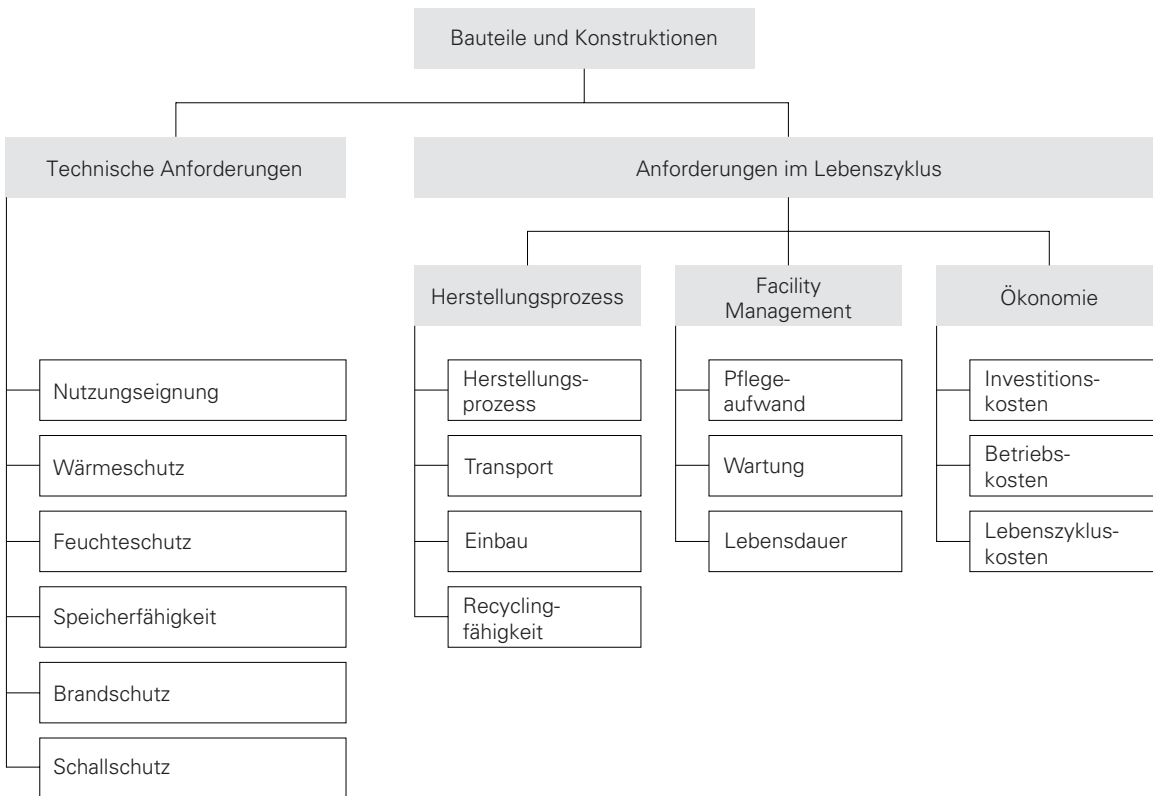 Bauteile und Konstruktionen
Technische Anforderungen
Anforderungen im Lebenszyklus
Herstellungsprozess
Facility
Management
Ökonomie
Nutzungseignung
Wärmeschutz
Feuchteschutz
Speicherfähigkeit
Brandschutz
Schallschutz
Herstellungs-
prozess
Transport
Einbau
Recycling-
fähigkeit
Pflege-
aufwand
Wartung
Lebensdauer
Investitions-
kosten
Betriebs-
kosten
Lebenszyklus-
kosten